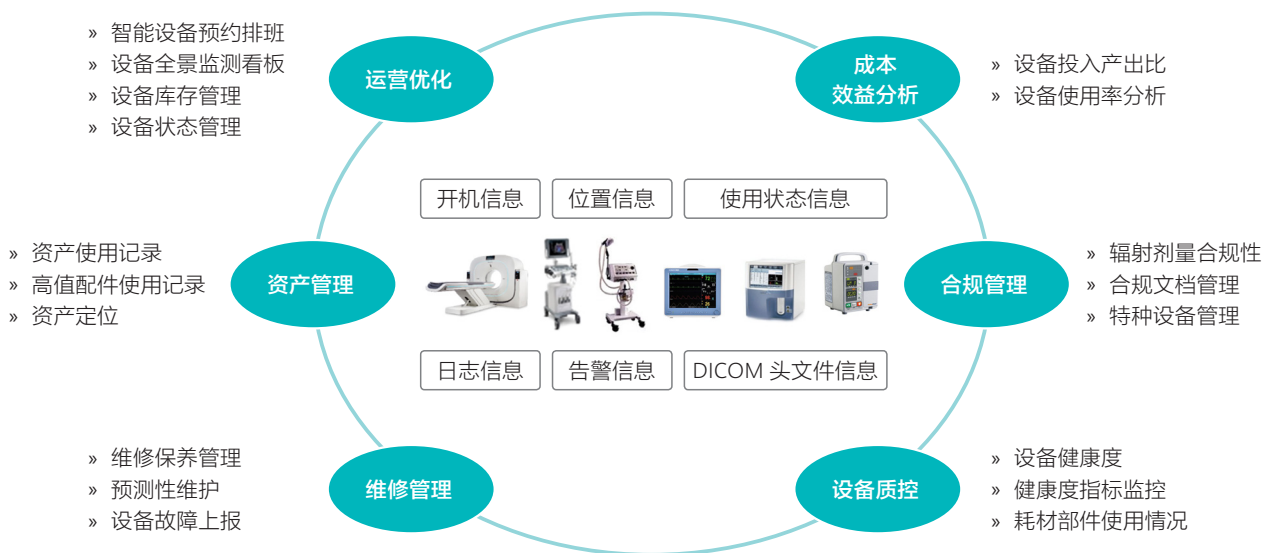 » 智能设备预约排班
» 设备全景监测看板
» 设备库存管理
» 设备状态管理
运营优化
成本
效益分析
» 设备投入产出比
» 设备使用率分析
开机信息
位置信息
使用状态信息
» 资产使用记录
» 高值配件使用记录
» 资产定位
资产管理
合规管理
» 辐射剂量合规性
» 合规文档管理
» 特种设备管理
日志信息
告警信息
DICOM 头文件信息
» 维修保养管理
» 预测性维护
» 设备故障上报
维修管理
设备质控
» 设备健康度
» 健康度指标监控
» 耗材部件使用情况